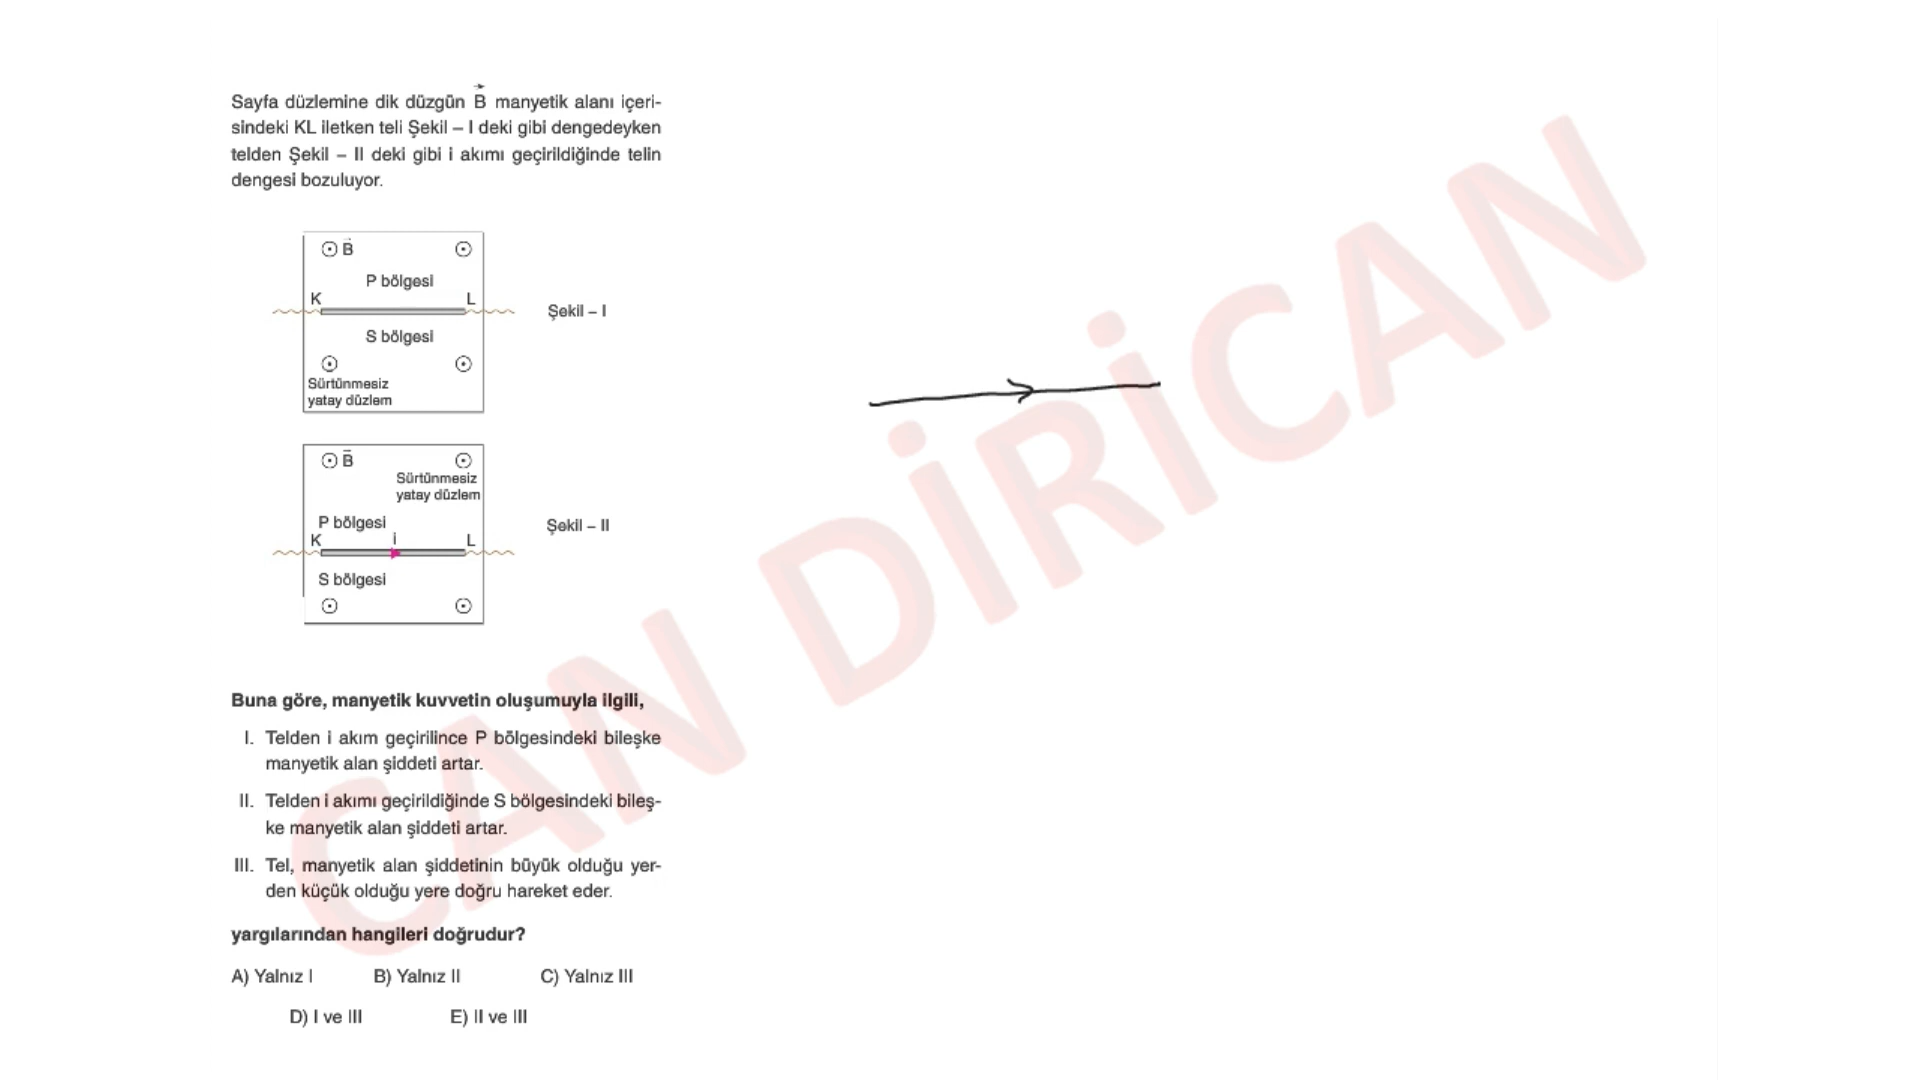 Sayfa düzlemine dik düzgün B manyetik alanı içeri-
sindeki KL iletken teli Şekil – I deki gibi dengedeyken
telden Şekil – II deki gibi i akımı geçirildiğinde telin
dengesi bozuluyor.
B
P bölgesi
K L
Şekil – I
S bölgesi
Sürtünmesiz
yatay düzlem
B
Sürtünmesiz
yatay düzlem
P bölgesi
Şekil – II
K i L
S bölgesi
Buna göre, manyetik kuvvetin oluşumuyla ilgili,
I. Telden i akım geçirilince P bölgesindeki bileşke
manyetik alan şiddeti artar.
II. Telden i akımı geçirildiğinde S bölgesindeki bileş-
ke manyetik alan şiddeti artar.
III. Tel, manyetik alan şiddetinin büyük olduğu yer-
den küçük olduğu yere doğru hareket eder.
yargılarından hangileri doğrudur?
A) Yalnız I B) Yalnız II C) Yalnız III
D) I ve III E) II ve III
CAN DİRİCAN